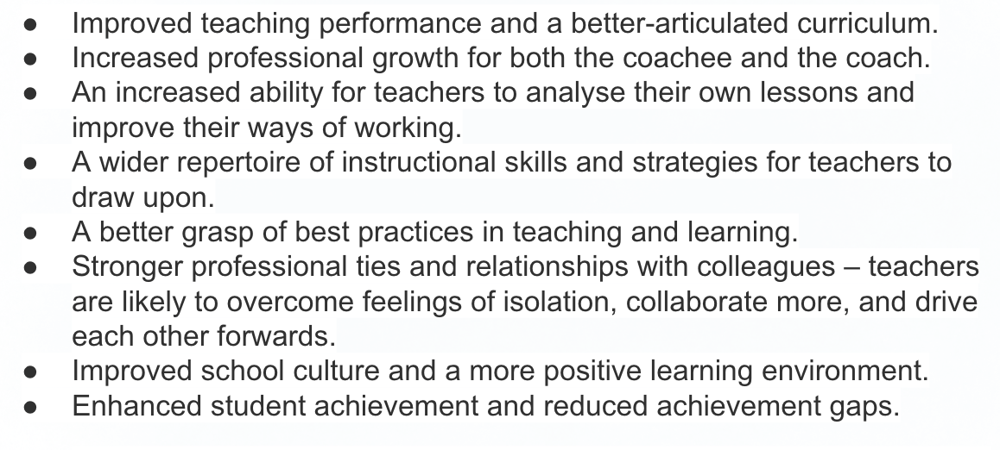 ● Improved teaching performance and a better-articulated curriculum.
● Increased professional growth for both the coachee and the coach.
● An increased ability for teachers to analyse their own lessons and
improve their ways of working.
● A wider repertoire of instructional skills and strategies for teachers to
draw upon.
● A better grasp of best practices in teaching and learning.
● Stronger professional ties and relationships with colleagues – teachers
are likely to overcome feelings of isolation, collaborate more, and drive
each other forwards.
● Improved school culture and a more positive learning environment.
● Enhanced student achievement and reduced achievement gaps.